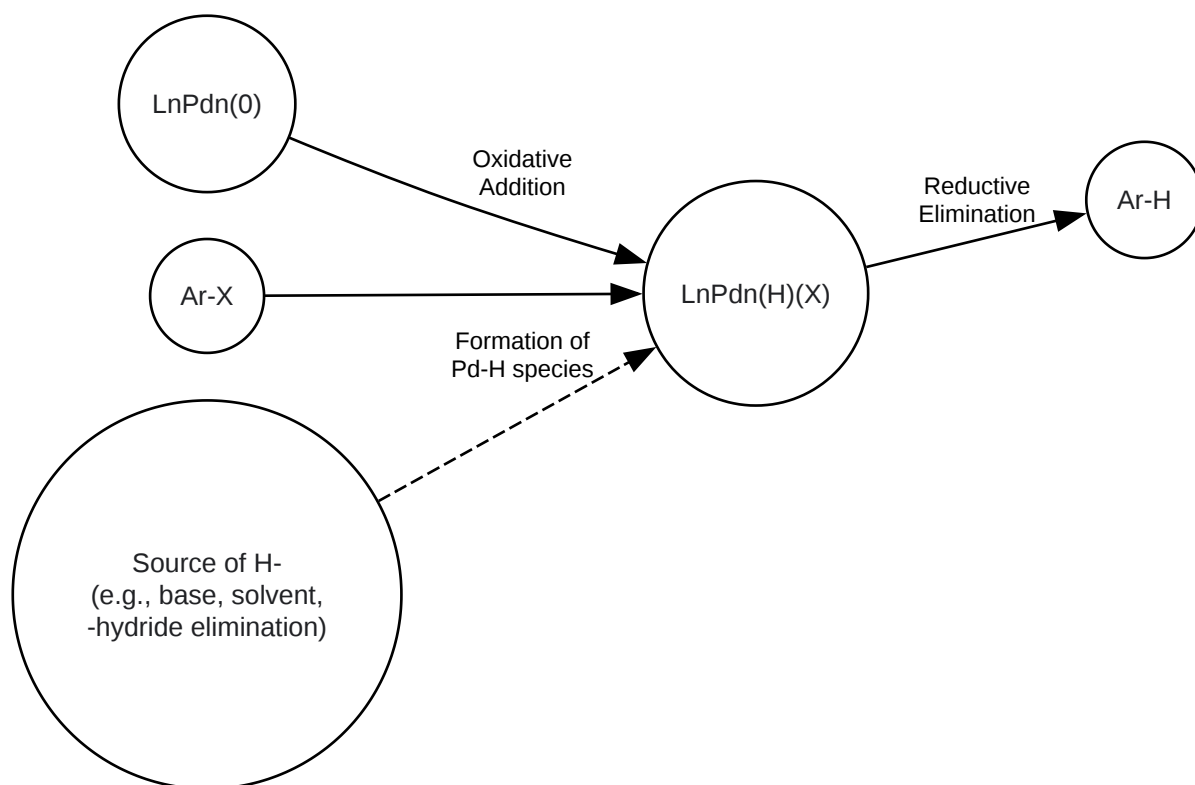 LnPdn(0)
Oxidative
Addition
Reductive
Elimination
Ar-H
Ar-X
LnPdn(H)(X)
Formation of
Pd-H species
Source of H-
(e.g., base, solvent,
-hydride elimination)